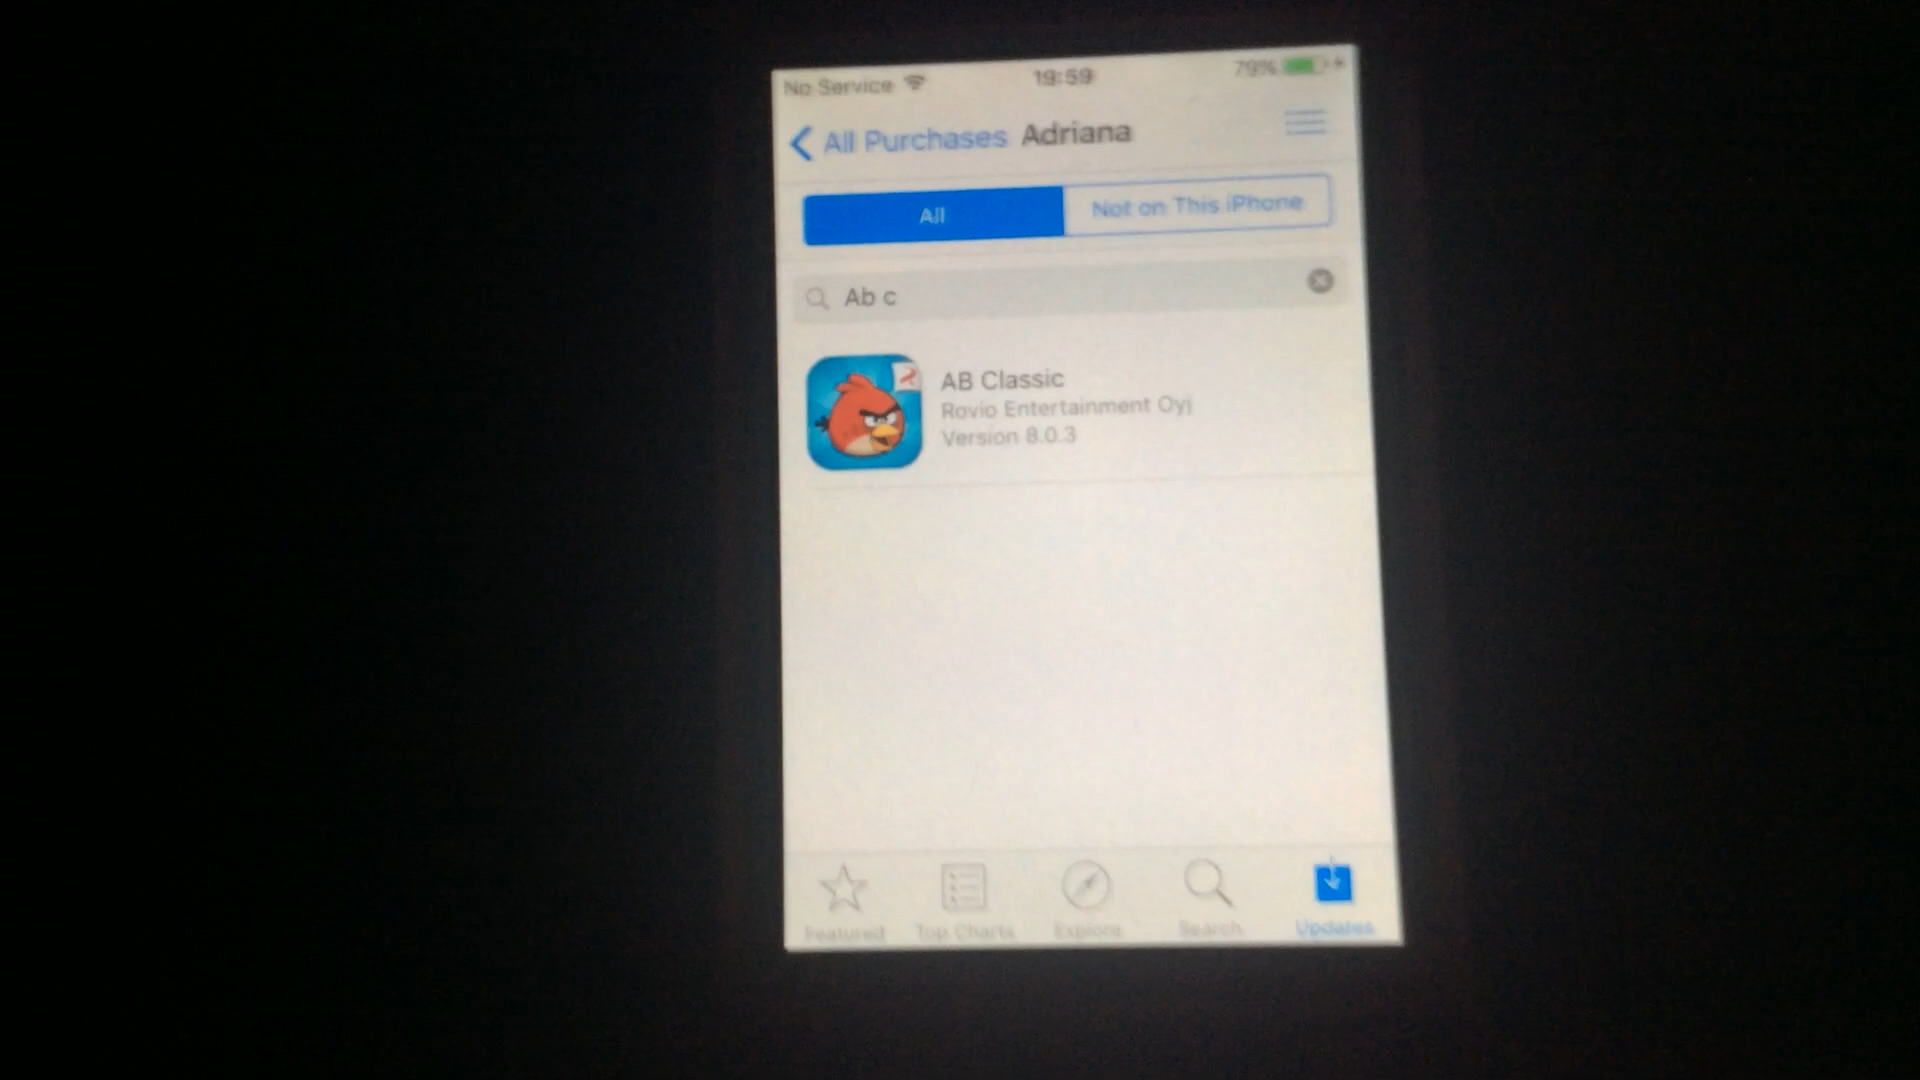 No Service 19:59 79%
All Purchases Adriana
All Not on This iPhone
Ab c
AB Classic
Rovio Entertainment Oyj
Version 8.0.3
Featured Top Charts Explore Search Updates